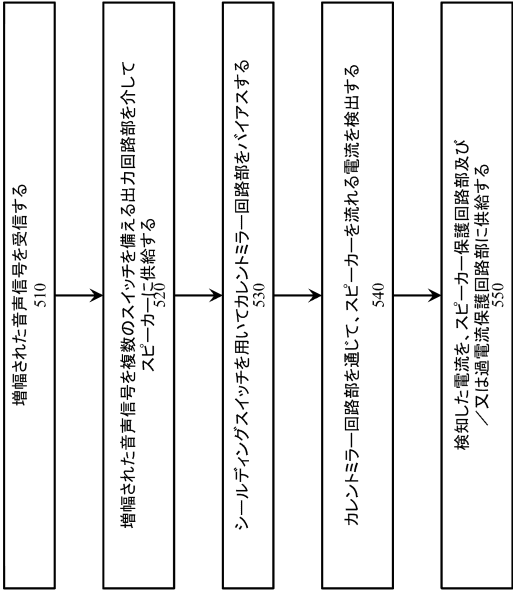 増幅された音声信号を受信する
510
増幅された音声信号を複数のスイッチを備える出力回路部を介して
スピーカーに供給する
520
シールディングスイッチを用いてカレントミラー回路部をバイアスする
530
カレントミラー回路部を通じて、スピーカーを流れる電流を検出する
540
検知した電流を、スピーカー保護回路部及び
／又は過電流保護回路部に供給する
550